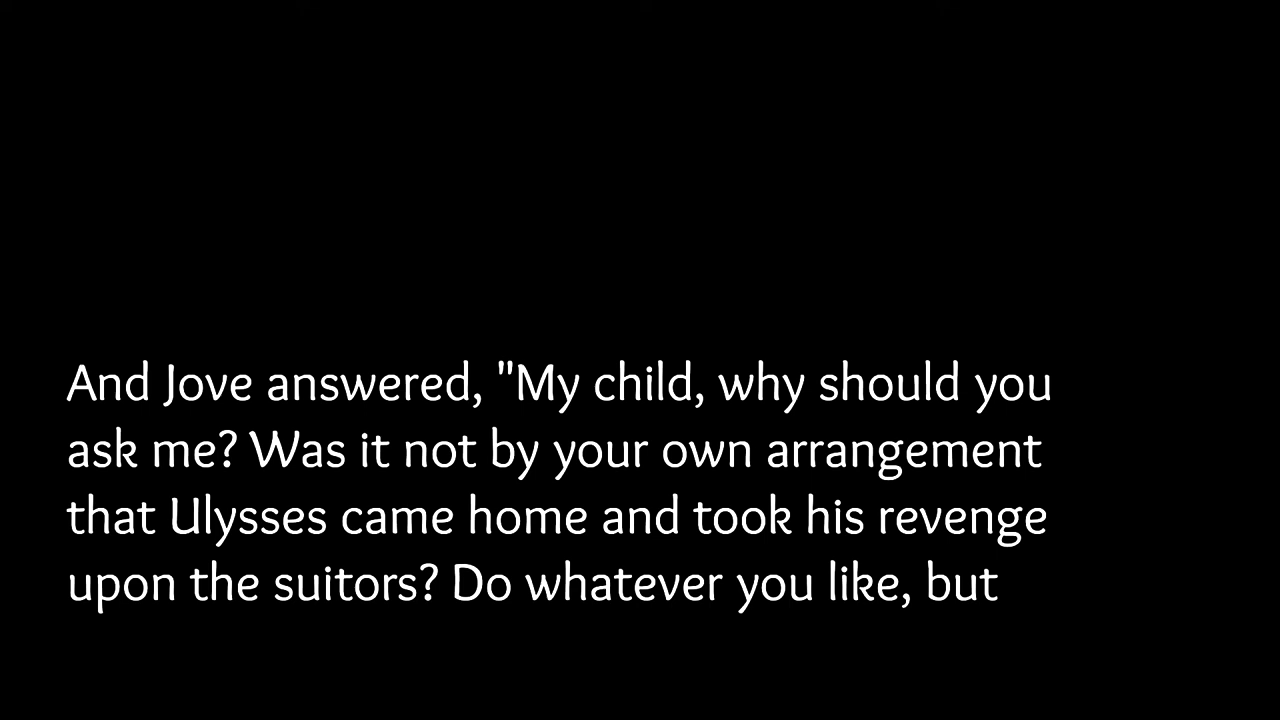 And Jove answered, "My child, why should you
ask me? Was it not by your own arrangement
that Ulysses came home and took his revenge
upon the suitors? Do whatever you like, but